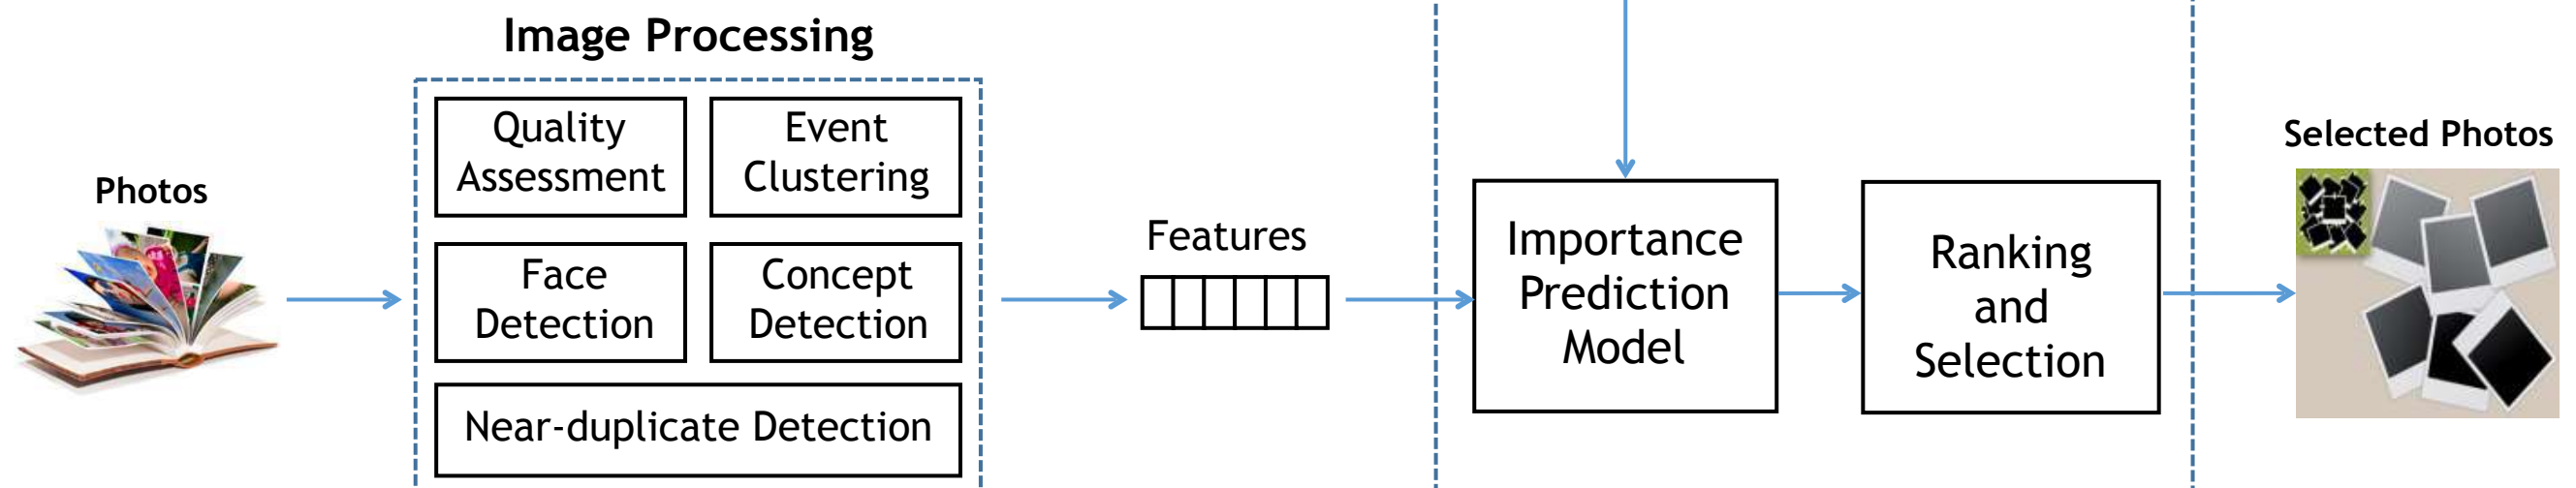 Image Processing
Photos
Quality
Assessment
Event
Clustering
Face
Detection
Concept
Detection
Near-duplicate Detection
Features
Importance
Prediction
Model
Ranking
and
Selection
Selected Photos